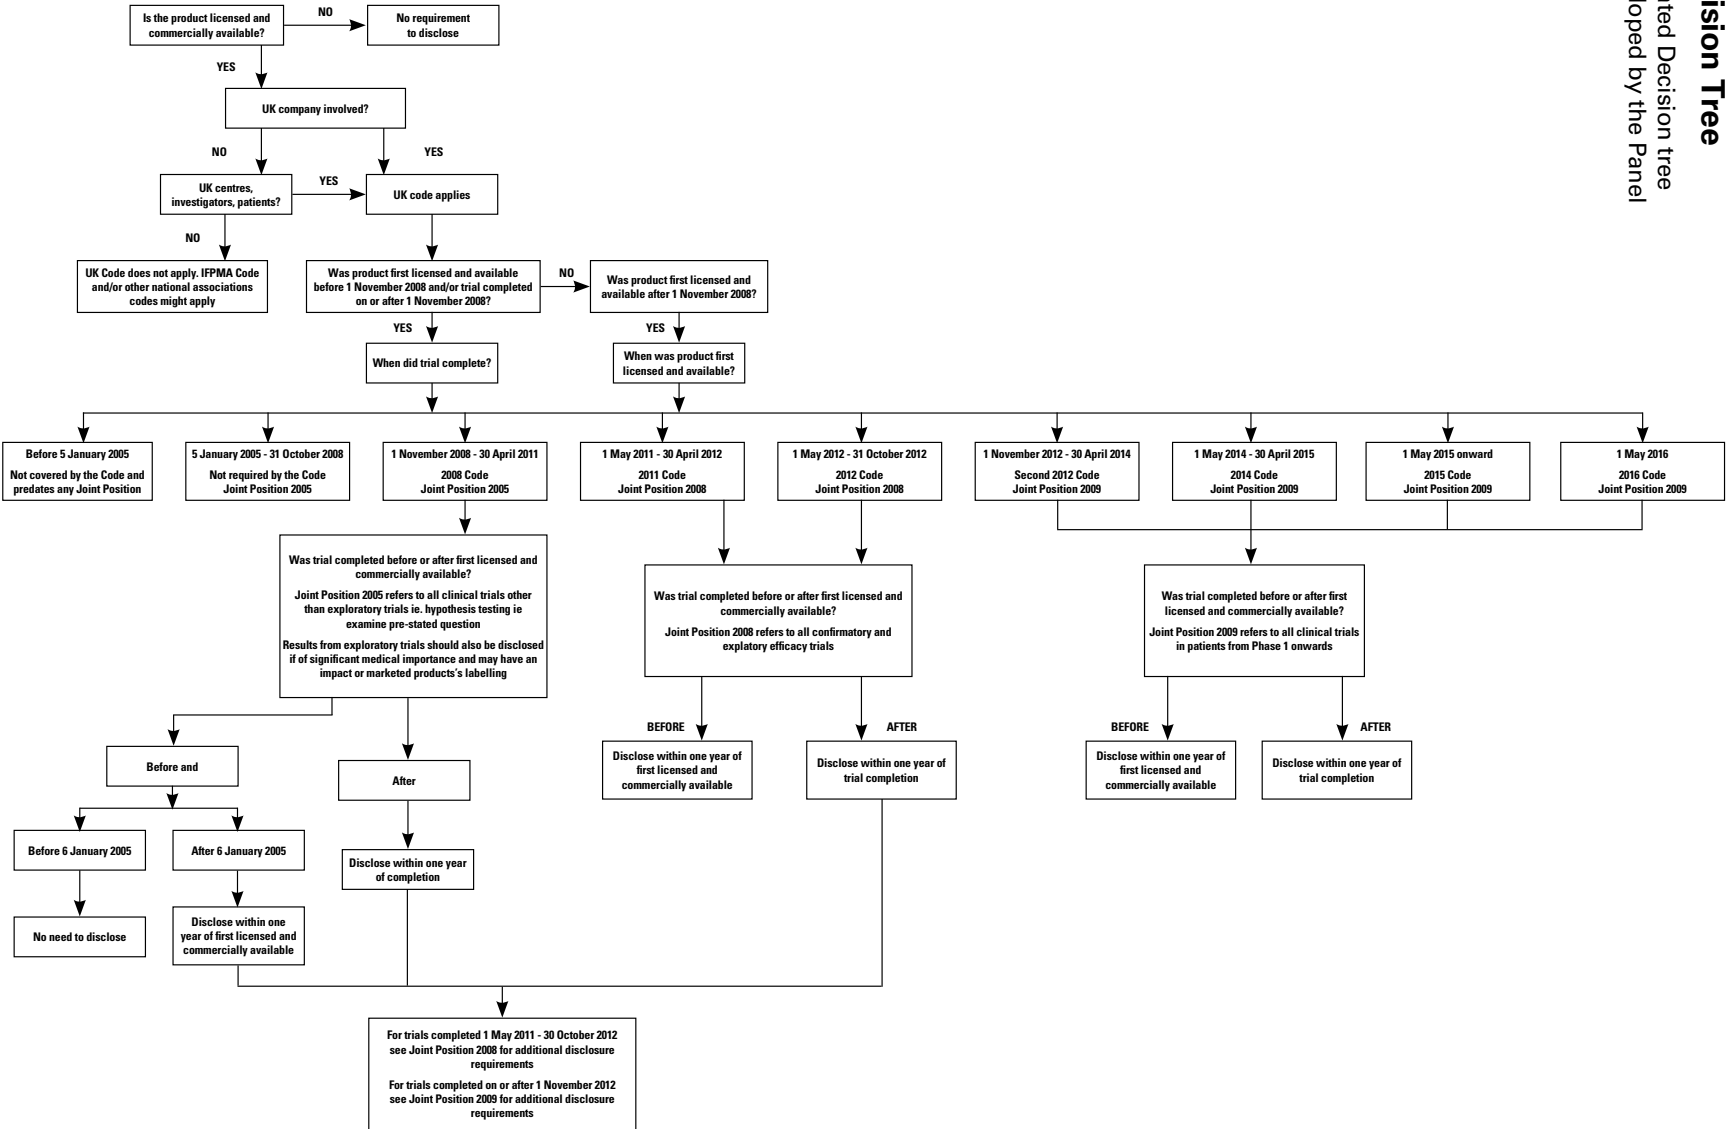 ision Tree
ated Decision tree
loped by the Panel
Is the product licensed and
commercially available?
NO
No requirement
to disclose
YES
UK company involved?
NO
YES
UK centres,
investigators, patients?
YES
UK code applies
NO
UK Code does not apply. IFPMA Code
and/or other national associations
codes might apply
Was product first licensed and available
before 1 November 2008 and/or trial completed
on or after 1 November 2008?
NO
Was product first licensed and
available after 1 November 2008?
YES
YES
When did trial complete?
When was product first
licensed and available?
Before 5 January 2005
Not covered by the Code and
predates any Joint Position
5 January 2005 - 31 October 2008
Not required by the Code
Joint Position 2005
1 November 2008 - 30 April 2011
2008 Code
Joint Position 2005
1 May 2011 - 30 April 2012
2011 Code
Joint Position 2008
1 May 2012 - 31 October 2012
2012 Code
Joint Position 2008
1 November 2012 - 30 April 2014
Second 2012 Code
Joint Position 2009
1 May 2014 - 30 April 2015
2014 Code
Joint Position 2009
1 May 2015 onward
2015 Code
Joint Position 2009
1 May 2016
2016 Code
Joint Position 2009
Was trial completed before or after first licensed and
commercially available?
Joint Position 2005 refers to all clinical trials other
than exploratory trials ie. hypothesis testing ie
examine pre-stated question
Results from exploratory trials should also be disclosed
if of significant medical importance and may have an
impact or marketed products's labelling
Was trial completed before or after first licensed and
commercially available?
Joint Position 2008 refers to all confirmatory and
explatory efficacy trials
Was trial completed before or after first
licensed and commercially available?
Joint Position 2009 refers to all clinical trials
in patients from Phase 1 onwards
BEFORE
AFTER
BEFORE
AFTER
Before and
After
Disclose within one year of
first licensed and
commercially available
Disclose within one year of
trial completion
Disclose within one year of
first licensed and
commercially available
Disclose within one year of
trial completion
Before 6 January 2005
After 6 January 2005
Disclose within one year
of completion
No need to disclose
Disclose within one
year of first licensed and
commercially available
For trials completed 1 May 2011 - 30 October 2012
see Joint Position 2008 for additional disclosure
requirements
For trials completed on or after 1 November 2012
see Joint Position 2009 for additional disclosure
requirements